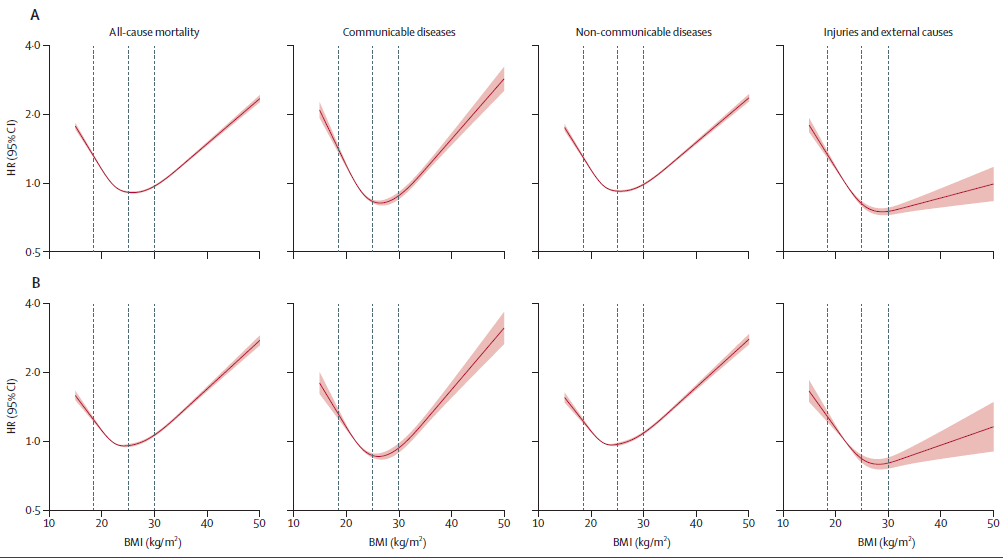 A
All-cause mortality
Communicable diseases
Non-communicable diseases
Injuries and external causes
4·0
2·0
1·0
0·5
HR (95% CI)
B
4·0
2·0
1·0
0·5
HR (95% CI)
10 20 30 40 50
10 20 30 40 50
10 20 30 40 50
10 20 30 40 50
BMI (kg/m²)
BMI (kg/m²)
BMI (kg/m²)
BMI (kg/m²)